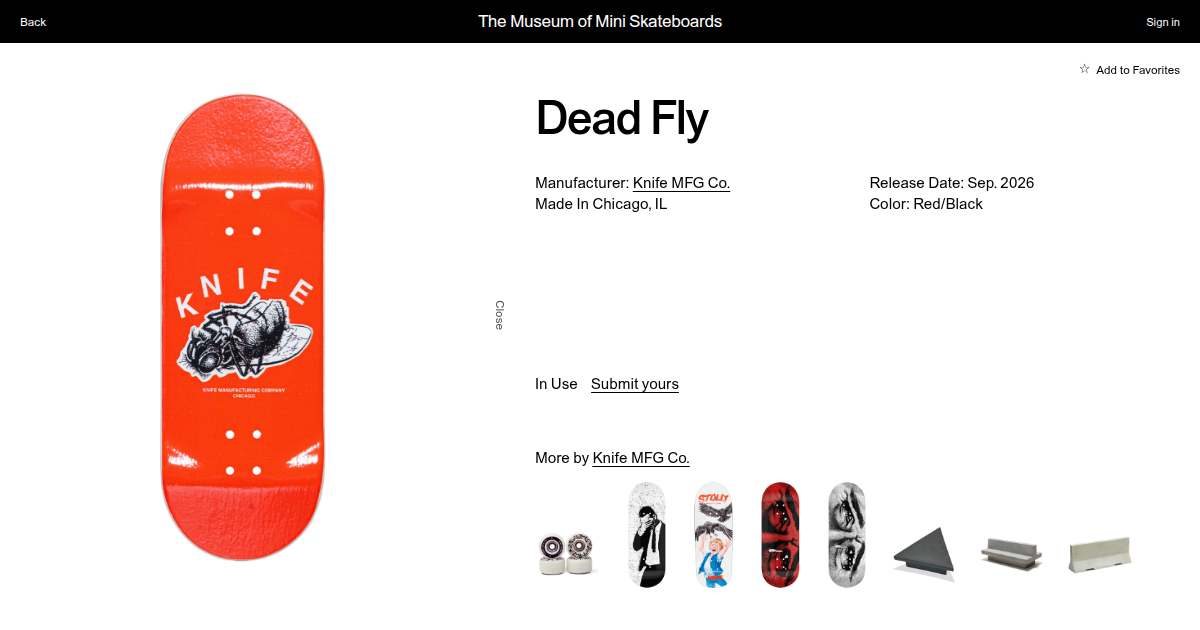 Back
The Museum of Mini Skateboards
Sign in
☆ Add to Favorites
Dead Fly
Manufacturer: Knife MFG Co.
Made In Chicago, IL
Release Date: Sep. 2026
Color: Red/Black
KNIFE
KNIFE MANUFACTURING COMPANY
CHICAGO
Close
In Use Submit yours
More by Knife MFG Co.
STOLLY